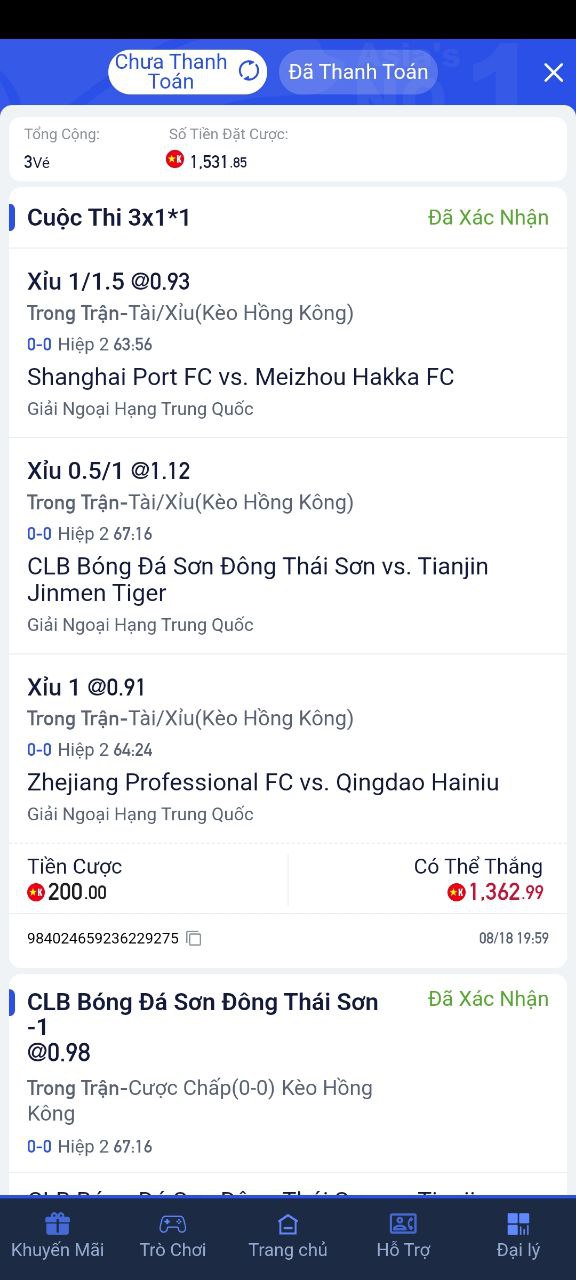 Chưa Thanh
Toán
Đã Thanh Toán
Asia's
No.1
Tổng Cộng:
Số Tiền Đặt Cược:
3Vé
1,531.85
Cuộc Thi 3x1*1
Đã Xác Nhận
Xỉu 1/1.5 @0.93
Trong Trận-Tài/Xỉu(Kèo Hồng Kông)
0-0 Hiệp 2 63:56
Shanghai Port FC vs. Meizhou Hakka FC
Giải Ngoại Hạng Trung Quốc
Xỉu 0.5/1 @1.12
Trong Trận-Tài/Xỉu(Kèo Hồng Kông)
0-0 Hiệp 2 67:16
CLB Bóng Đá Sơn Đông Thái Sơn vs. Tianjin
Jinmen Tiger
Giải Ngoại Hạng Trung Quốc
Xỉu 1 @0.91
Trong Trận-Tài/Xỉu(Kèo Hồng Kông)
0-0 Hiệp 2 64:24
Zhejiang Professional FC vs. Qingdao Hainiu
Giải Ngoại Hạng Trung Quốc
Tiền Cược
Có Thể Thắng
K 200.00
K 1,362.99
984024659236229275
08/18 19:59
CLB Bóng Đá Sơn Đông Thái Sơn
-1
@0.98
Đã Xác Nhận
Trong Trận-Cược Chấp(0-0) Kèo Hồng
Kông
0-0 Hiệp 2 67:16
Khuyến Mãi
Trò Chơi
Trang chủ
Hỗ Trợ
Đại lý